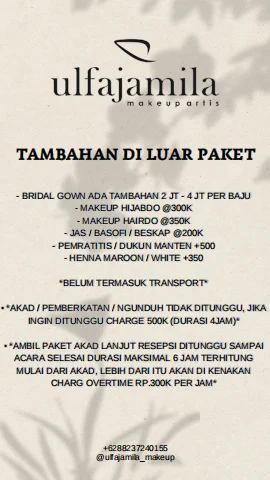 ulfajamila
makeupartis
TAMBAHAN DI LUAR PAKET
- BRIDAL GOWN ADA TAMBAHAN 2 JT - 4 JT PER BAJU
- MAKEUP HIJABDO @300K
- MAKEUP HAIRDO @350K
- JAS / BASOFI / BESKAP @200K
- PEMRATITIS / DUKUN MANTEN +500
- HENNA MAROON / WHITE +350
*BELUM TERMASUK TRANSPORT*
• *AKAD / PEMBERKATAN / NGUNDUH TIDAK DITUNGGU, JIKA
INGIN DITUNGGU CHARGE 500K (DURASI 4JAM)*
• *AMBIL PAKET AKAD LANJUT RESEPSI DITUNGGU SAMPAI
ACARA SELESAI DURASI MAKSIMAL 6 JAM TERHITUNG
MULAI DARI AKAD, LEBIH DARI ITU AKAN DI KENAKAN
CHARG OVERTIME RP.300K PER JAM*
+6288237240155
@ulfajamila_makeup